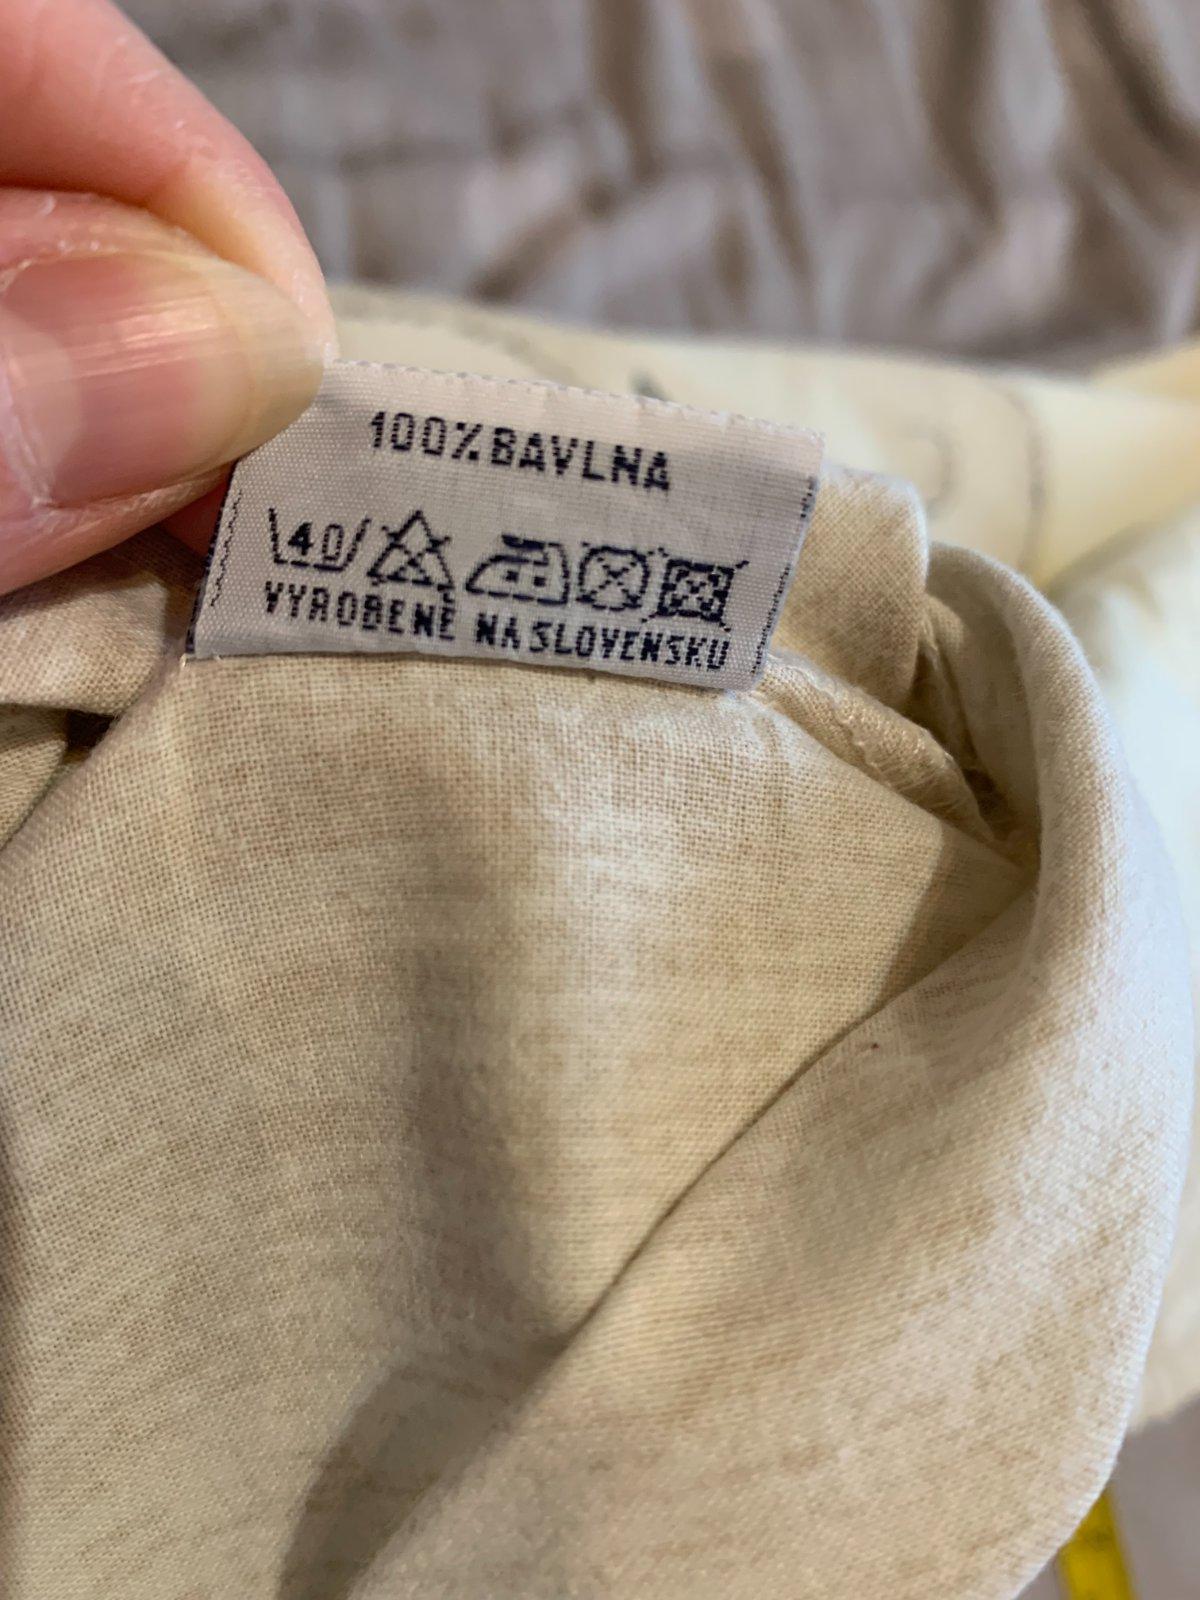 100% BAVLNA
40
VYROBENÉ NA SLOVENSKU